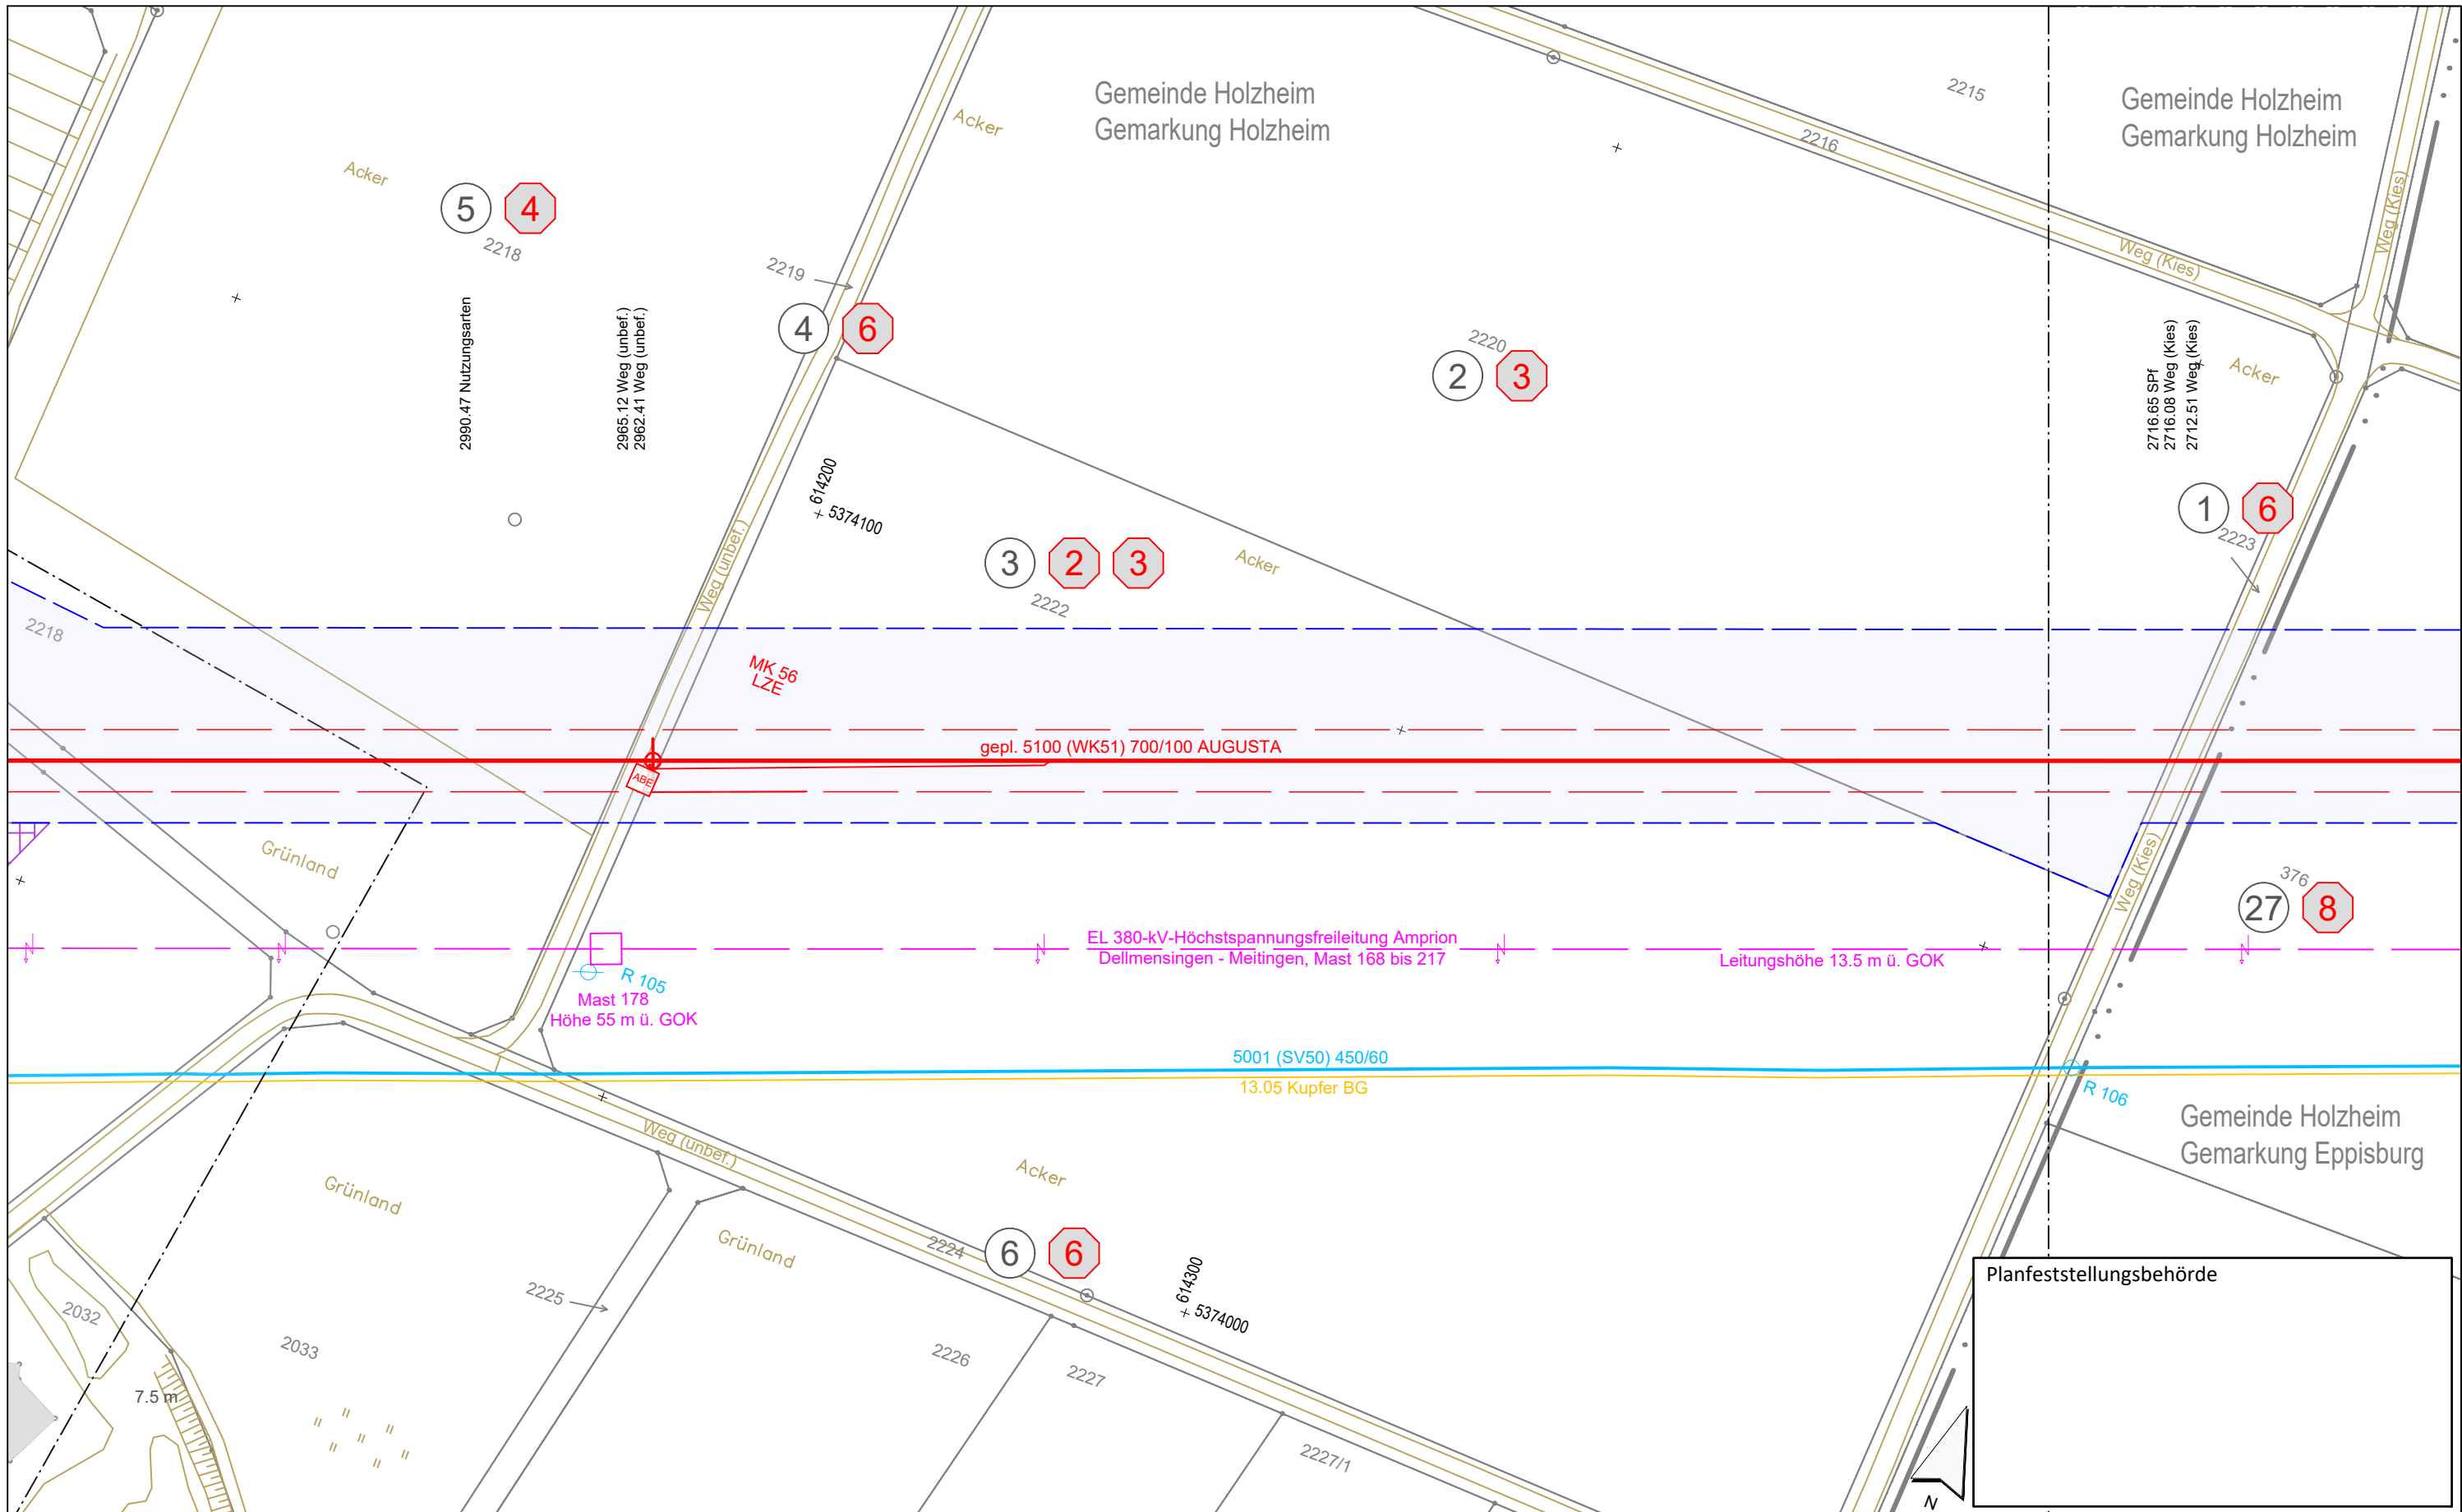 Gemeinde Holzheim
Gemarkung Holzheim
Gemeinde Holzheim
Gemarkung Holzheim
2215
2216
Acker
Acker
Weg (Kies)
Weg (Kies)
5
4
2218
2219
4
6
2220
2
3
Acker
2990.47 Nutzungsarten
2965.12 Weg (unbef.)
2962.41 Weg (unbef.)
2716.65 SPf
2716.08 Weg (Kies)
2712.51 Weg (Kies)
614200
5374100
1
6
2223
Weg (unbef.)
3
2
3
2222
Acker
2218
MK 56
LZE
gepl. 5100 (WK51) 700/100 AUGUSTA
ABE
Grünland
Weg (Kies)
376
27
8
EL 380-kV-Höchstspannungsfreileitung Amprion
Dellmensingen - Meitingen, Mast 168 bis 217
Leitungshöhe 13.5 m ü. GOK
R 105
Mast 178
Höhe 55 m ü. GOK
5001 (SV50) 450/60
13.05 Kupfer BG
R 106
Gemeinde Holzheim
Gemarkung Eppisburg
Weg (unbef.)
Acker
Grünland
Grünland
2224
6
6
614300
5374000
2225
2032
2033
2226
2227
7.5 m
2227/1
Planfeststellungsbehörde
N